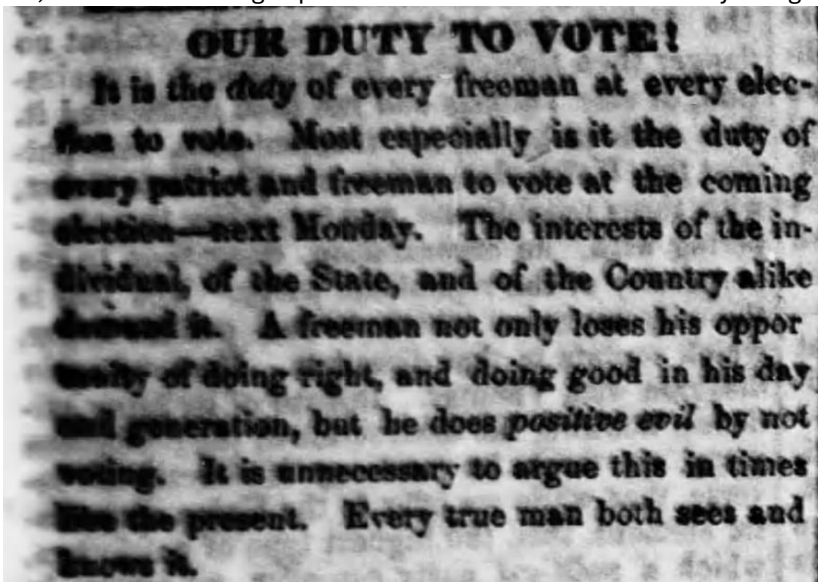 OUR DUTY TO VOTE!
It is the duty of every freeman at every elec-
tion to vote. Most especially is it the duty of
every patriot and freeman to vote at the coming
election—next Monday. The interests of the in-
dividual, of the State, and of the Country alike
demand it. A freeman not only loses his oppor
tunity of doing right, and doing good in his day
and generation, but he does positive evil by not
voting. It is unnecessary to argue this in times
like the present. Every true man both sees and
knows it.